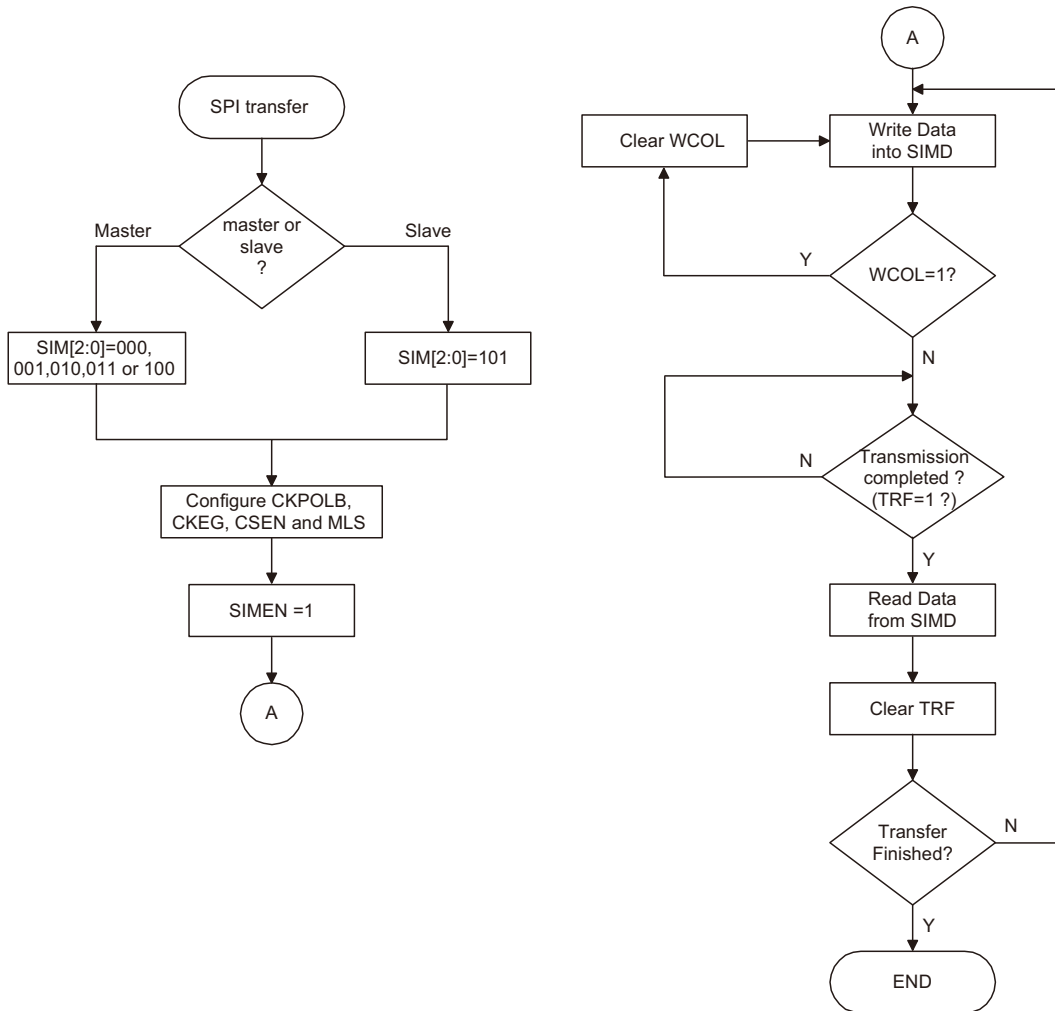 SPI transfer
master or
slave
?
Master
Slave
SIM[2:0]=000,
001,010,011 or 100
SIM[2:0]=101
Configure CKPOLB,
CKEG, CSEN and MLS
SIMEN =1
A
A
Write Data
into SIMD
Clear WCOL
WCOL=1?
Y
N
Transmission
completed ?
(TRF=1 ?)
N
Y
Read Data
from SIMD
Clear TRF
Transfer
Finished?
N
Y
END